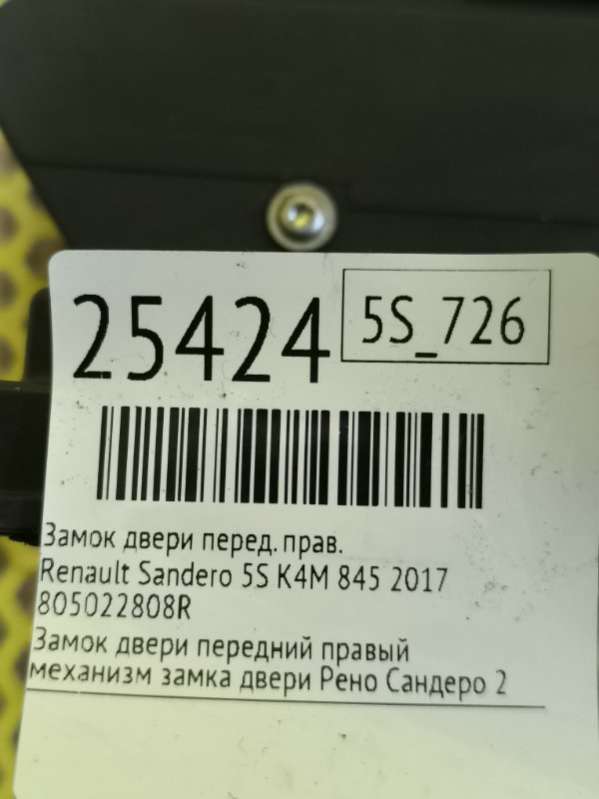 25424
5S_726
Замок двери перед. прав.
Renault Sandero 5S K4M 845 2017
805022808R
Замок двери передний правый
механизм замка двери Рено Сандеро 2